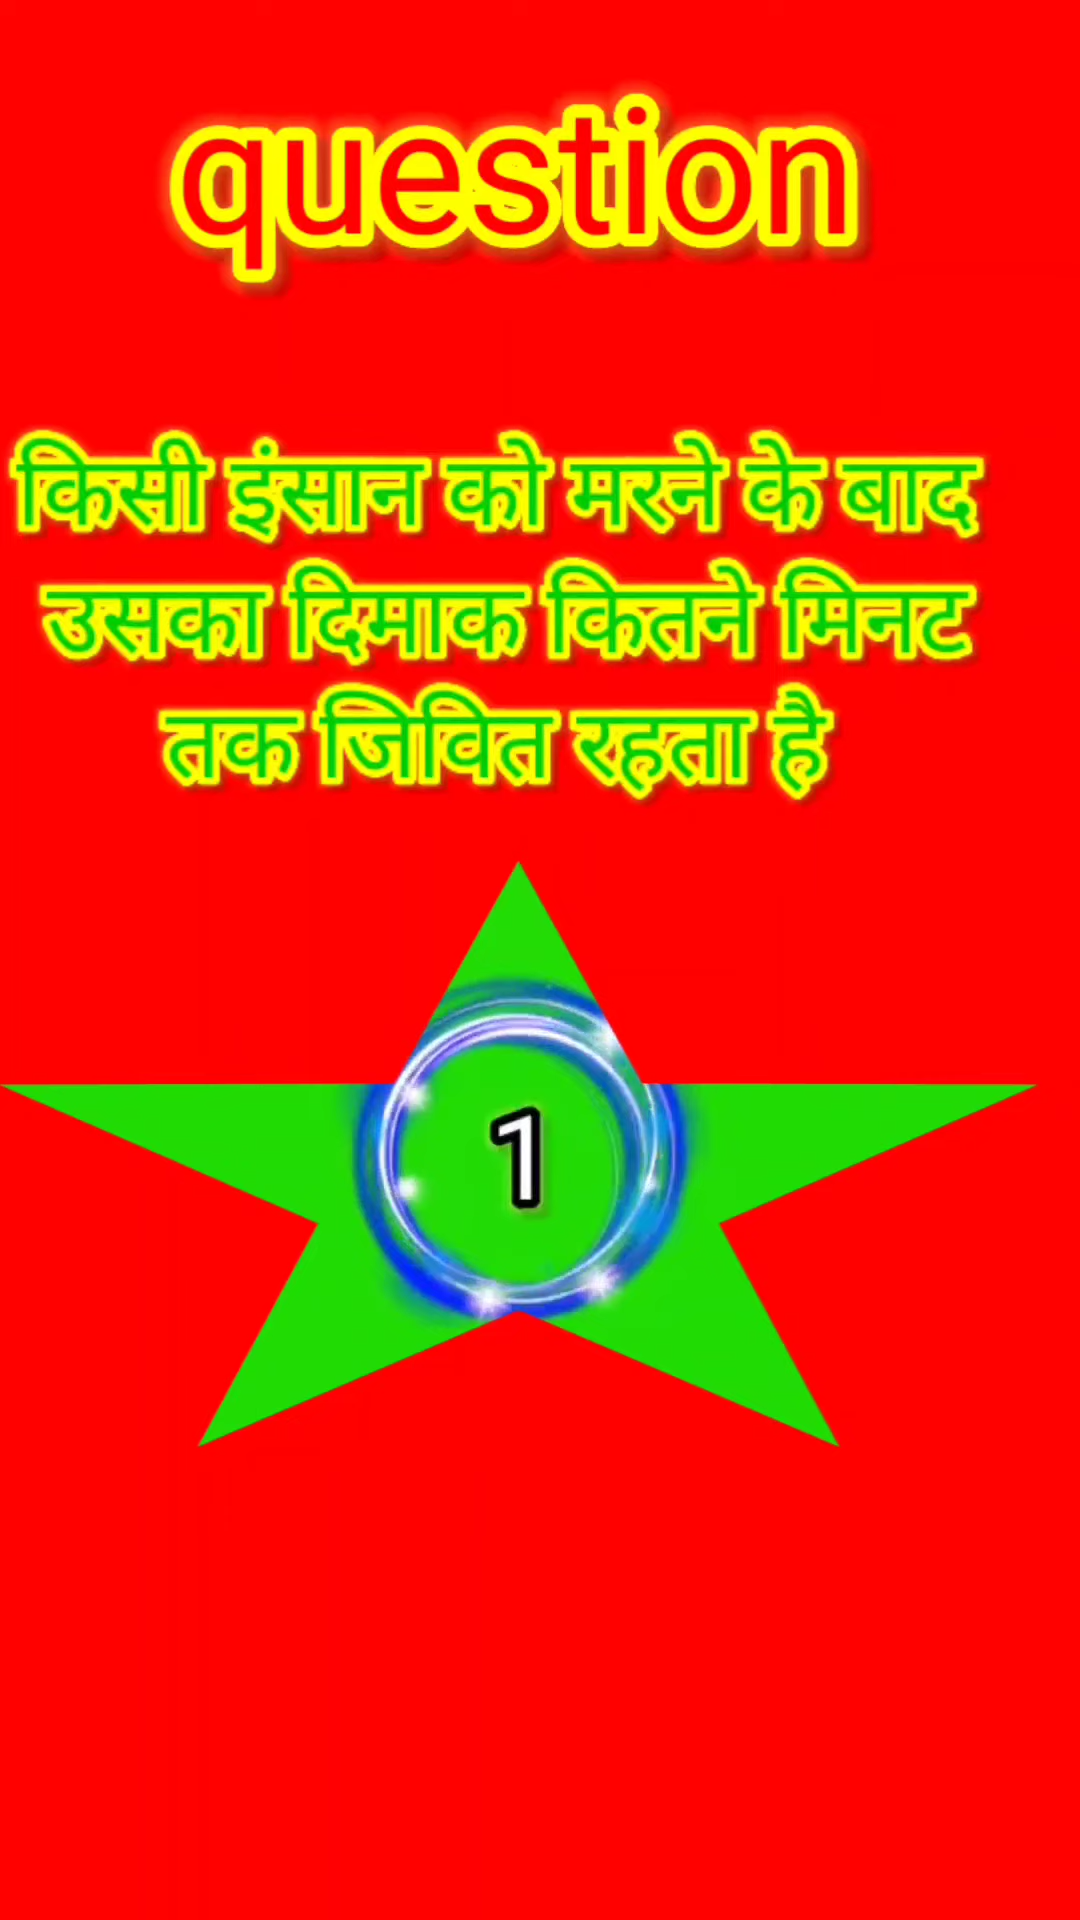 question
किसी इंसान को मरने के बाद
उसका दिमाक कितने मिनट
तक जिवित रहता है
1